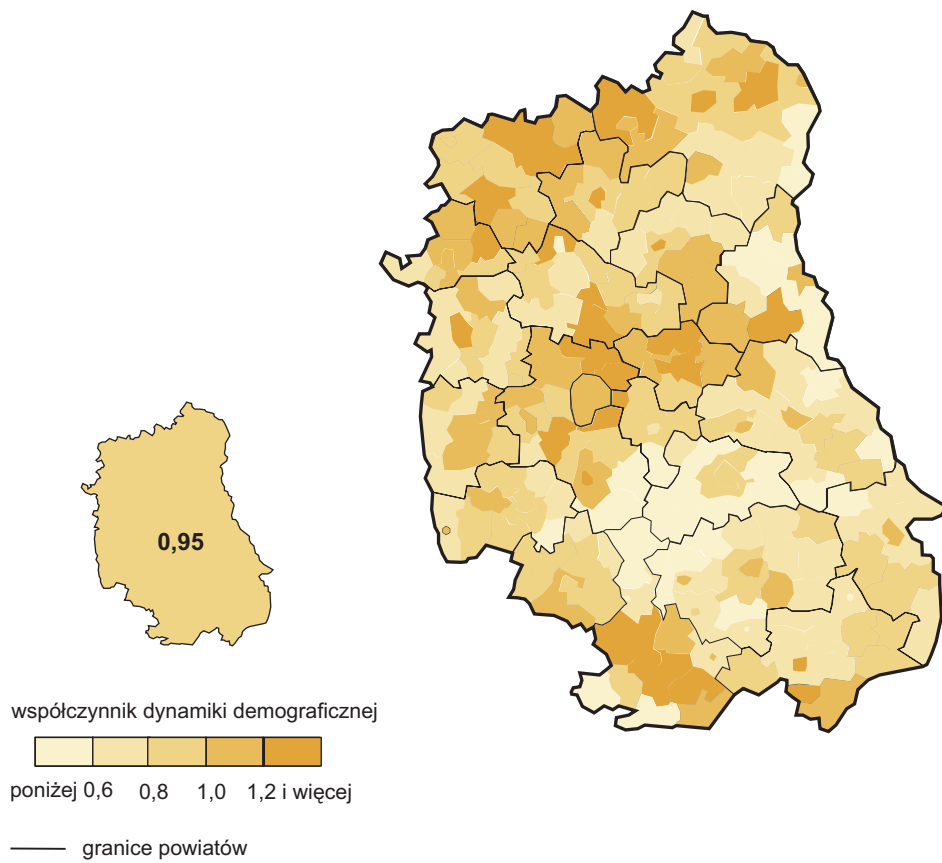 0,95
współczynnik dynamiki demograficznej
poniżej 0,6 0,8 1,0 1,2 i więcej
granice powiatów